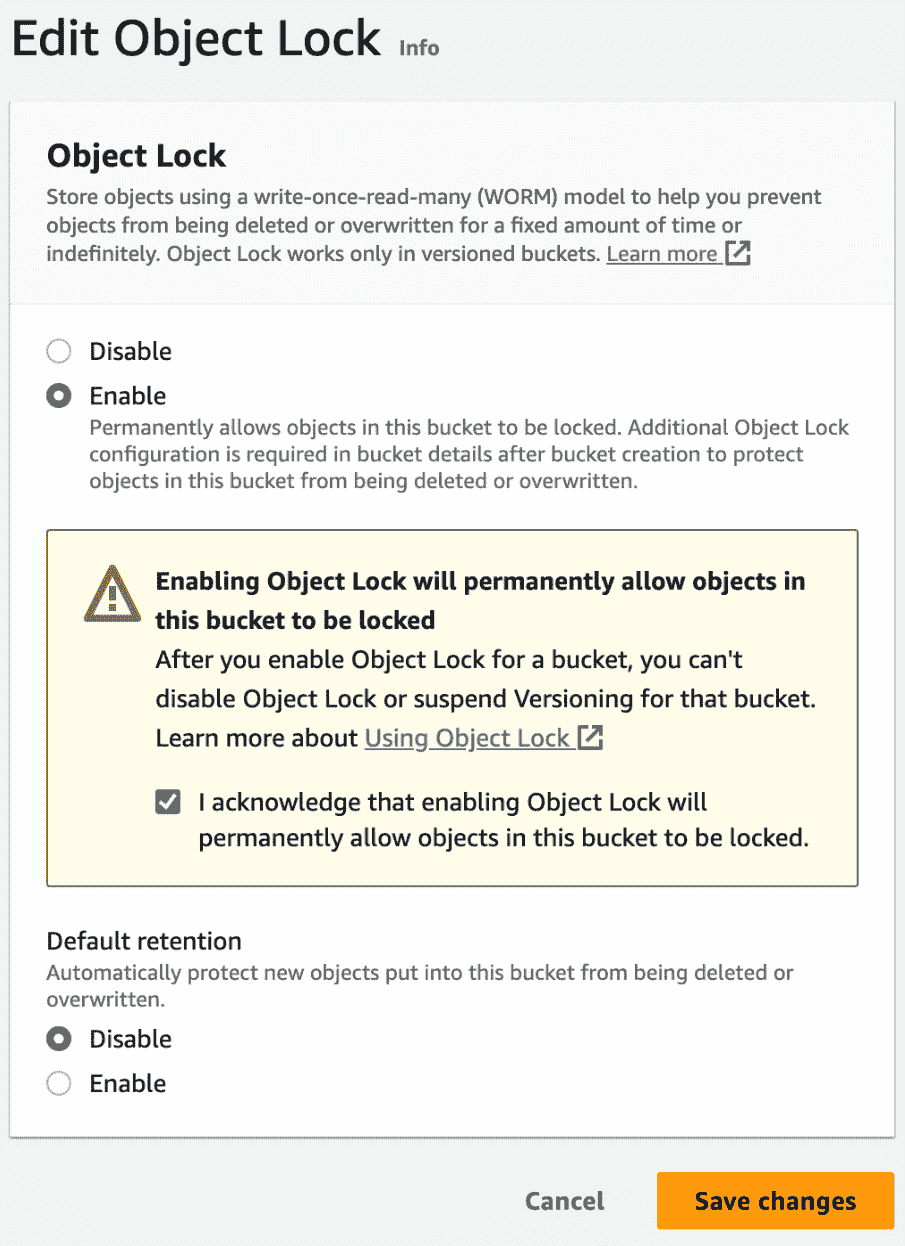 Edit Object Lock Info
Object Lock
Store objects using a write-once-read-many (WORM) model to help you prevent
objects from being deleted or overwritten for a fixed amount of time or
indefinitely. Object Lock works only in versioned buckets. Learn more
Disable
Enable
Permanently allows objects in this bucket to be locked. Additional Object Lock
configuration is required in bucket details after bucket creation to protect
objects in this bucket from being deleted or overwritten.
Enabling Object Lock will permanently allow objects in
this bucket to be locked
After you enable Object Lock for a bucket, you can't
disable Object Lock or suspend Versioning for that bucket.
Learn more about Using Object Lock
I acknowledge that enabling Object Lock will
permanently allow objects in this bucket to be locked.
Default retention
Automatically protect new objects put into this bucket from being deleted or
overwritten.
Disable
Enable
Cancel Save changes